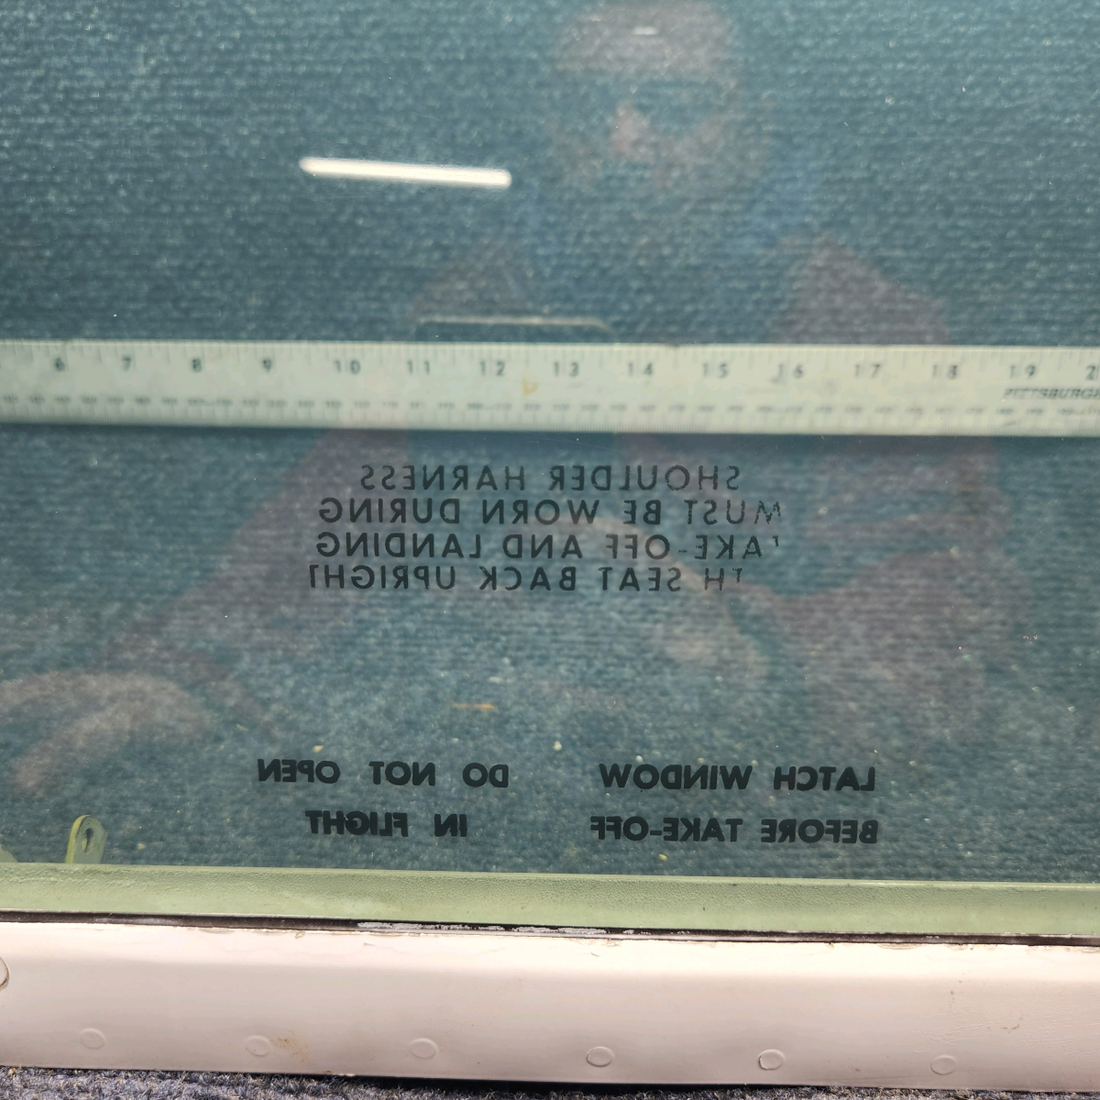 6 7 8 9 10 11 12 13 14 15 16 17 18 19 2
PITTSBURGH
SHOULDER HARNESS
MUST BE WORN DURING
AKE-OFF AND LANDING
TH SEAT BACK UPRIGHT
LATCH WINDOW DO NOT OPEN
BEFORE TAKE-OFF IN FLIGHT